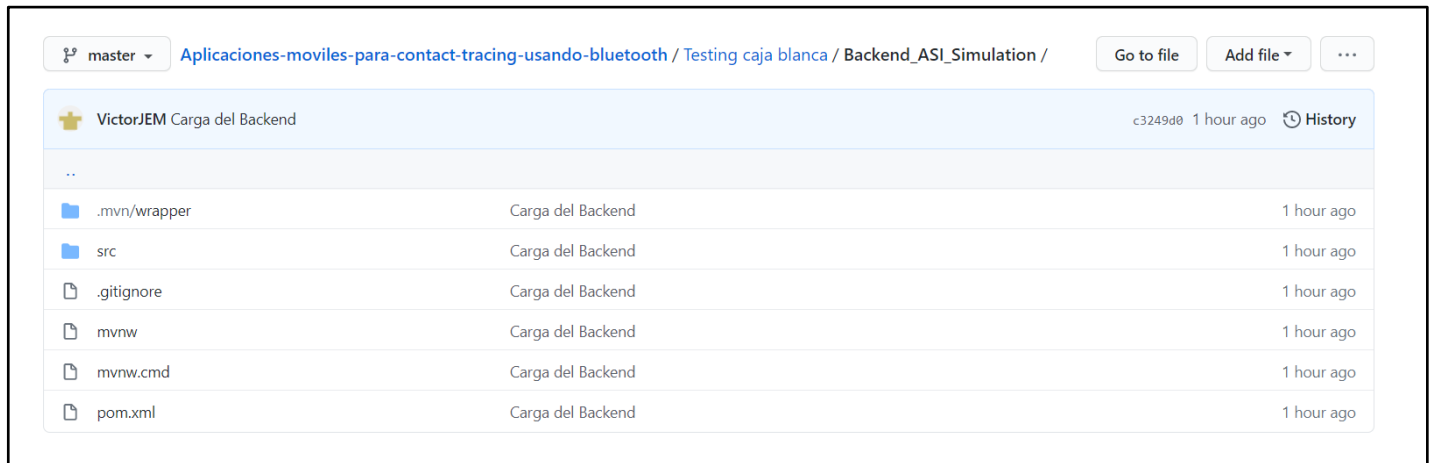 master Aplicaciones-moviles-para-contact-tracing-usando-bluetooth / Testing caja blanca / Backend_ASI_Simulation / Go to file Add file ...
VictorJEM Carga del Backend c3249d0 1 hour ago History
..
.mvn/wrapper Carga del Backend 1 hour ago
src Carga del Backend 1 hour ago
.gitignore Carga del Backend 1 hour ago
mvnw Carga del Backend 1 hour ago
mvnw.cmd Carga del Backend 1 hour ago
pom.xml Carga del Backend 1 hour ago